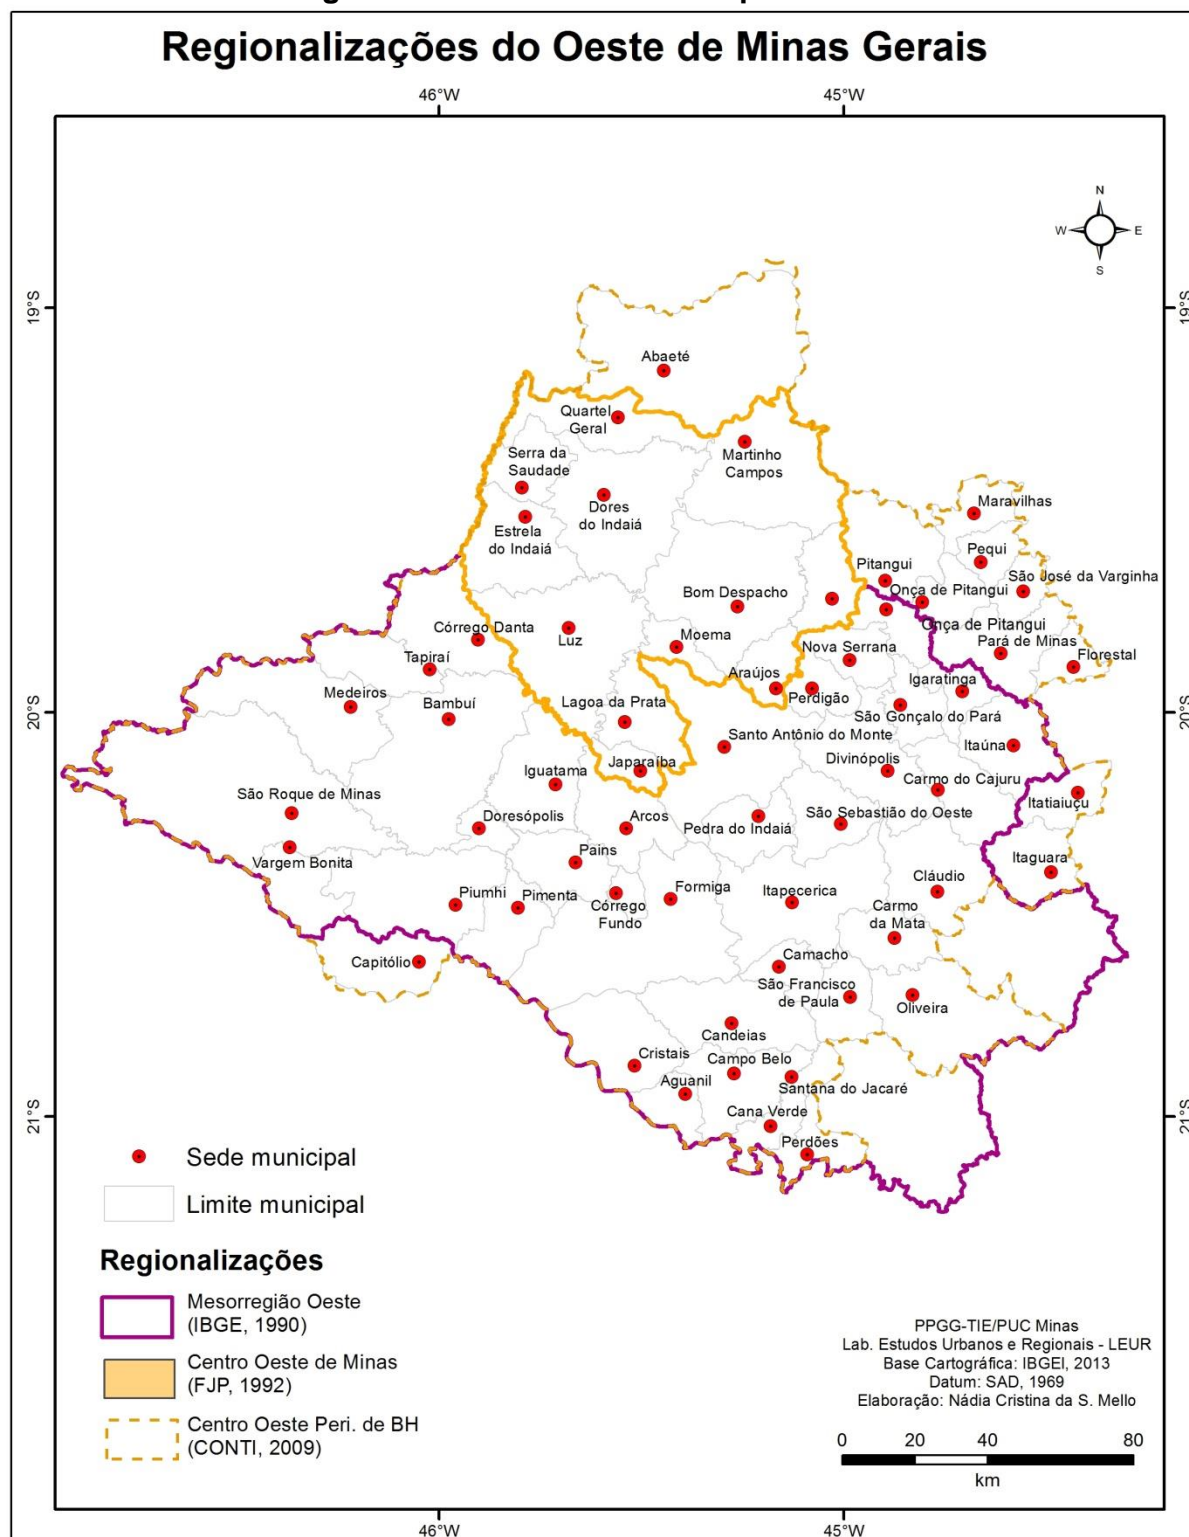 Regionalizações do Oeste de Minas Gerais
46°W
45°W
N
W
E
S
19°S
19°S
Abaeté
Quartel
Geral
Martinho
Campos
Serra da
Saudade
Dores
do Indaiá
Estrela
do Indaiá
Maravilhas
Pequi
Pitangui
São José da Varginha
Onça de Pitangui
Bom Despacho
Onça de Pitangui
Pará de Minas
Moema
Nova Serrana
Florestal
Córrego Danta
Luz
Tapiraí
Araújos
Igaratinga
Perdigão
Medeiros
Bambuí
Lagoa da Prata
São Gonçalo do Pará
20°S
20°S
Santo Antônio do Monte
Itaúna
Divinópolis
Japaraíba
Iguatama
Carmo do Cajuru
São Roque de Minas
Itatiaiuçu
Doresópolis
Arcos
Pedra do Indaiá
São Sebastião do Oeste
Vargem Bonita
Pains
Itaguara
Piumhi
Pimenta
Córrego
Fundo
Formiga
Itapecerica
Cláudio
Carmo
da Mata
Capitólio
Camacho
São Francisco
de Paula
Oliveira
Candeias
Cristais
Campo Belo
Aguanil
Santana do Jacaré
Cana Verde
21°S
21°S
Perdões
Sede municipal
Limite municipal
Regionalizações
Mesorregião Oeste
(IBGE, 1990)
Centro Oeste de Minas
(FJP, 1992)
Centro Oeste Peri. de BH
(CONTI, 2009)
PPGG-TIE/PUC Minas
Lab. Estudos Urbanos e Regionais - LEUR
Base Cartográfica: IBGEI, 2013
Datum: SAD, 1969
Elaboração: Nádia Cristina da S. Mello
0 20 40 80
km
46°W
45°W